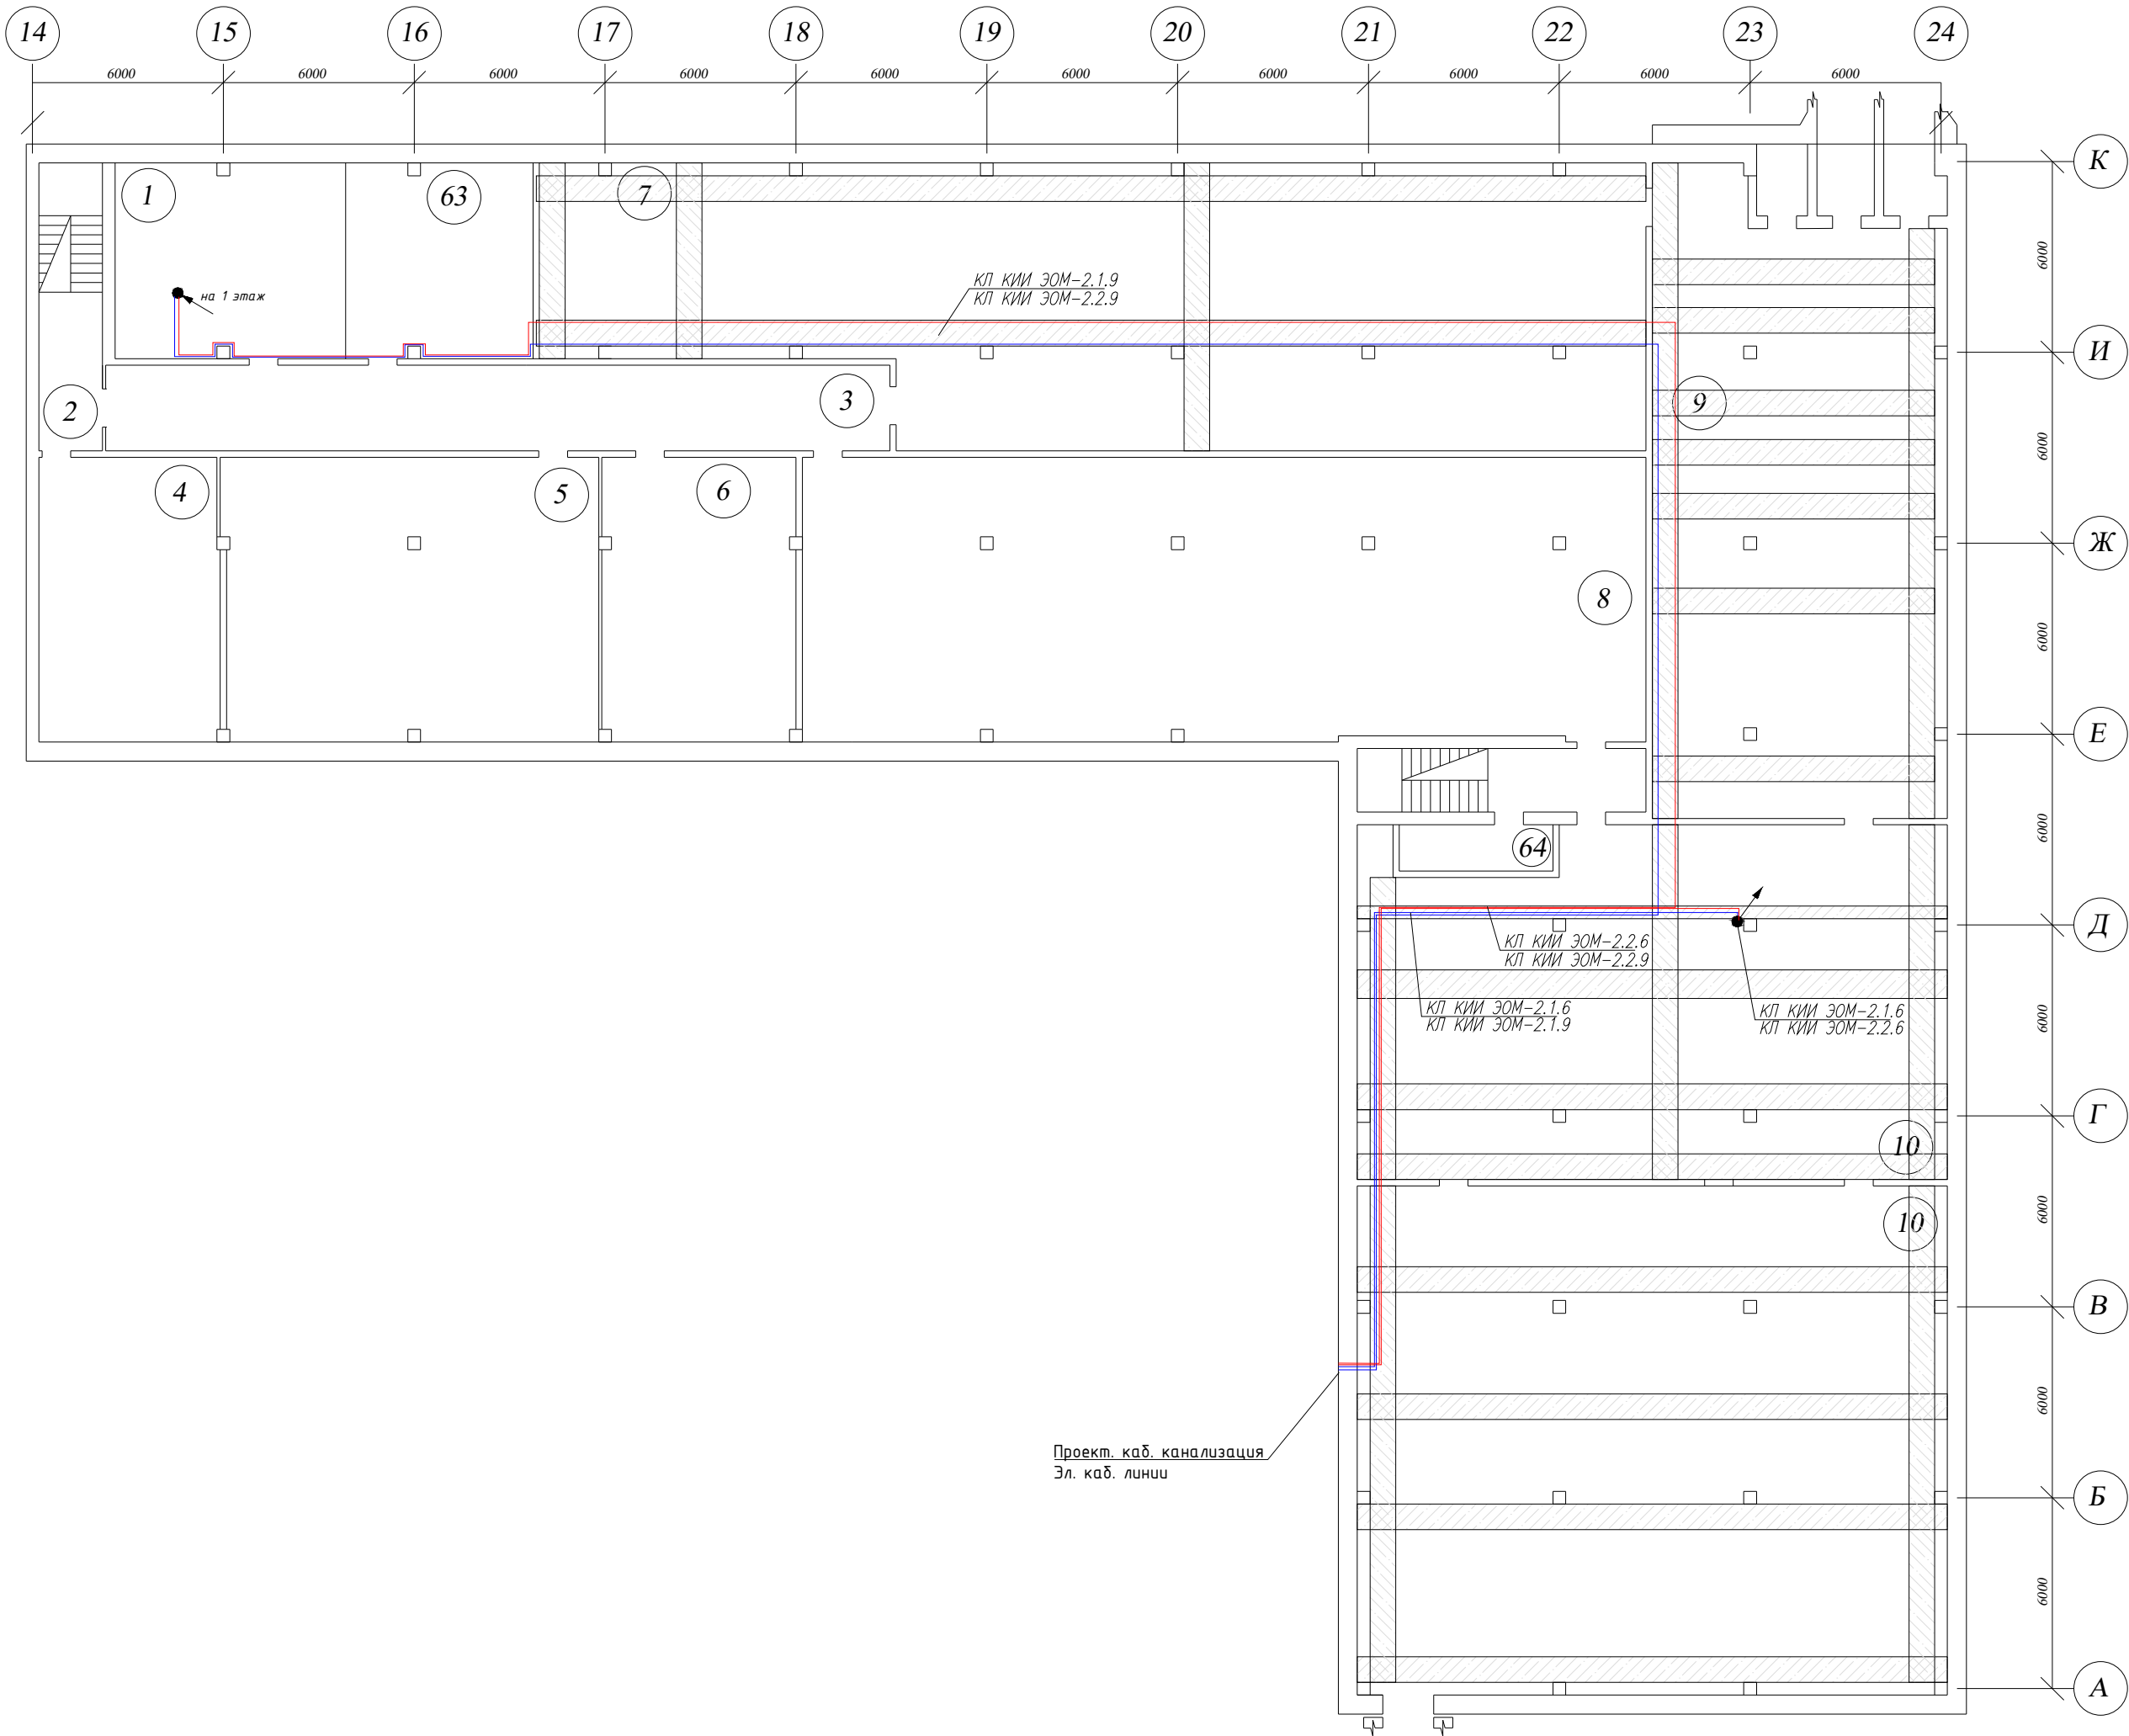 14 15 16 17 18 19 20 21 22 23 24
6000 6000 6000 6000 6000 6000 6000 6000 6000 6000
К
1 63 7
6000
КЛ КИИ ЭОМ-2.1.9
КЛ КИИ ЭОМ-2.2.9
на 1 этаж
И
2 3 9
6000
4 5 6
Ж
8
6000
Е
6000
64
Д
КЛ КИИ ЭОМ-2.2.6
КЛ КИИ ЭОМ-2.2.9
КЛ КИИ ЭОМ-2.1.6
КЛ КИИ ЭОМ-2.1.9
КЛ КИИ ЭОМ-2.1.6
КЛ КИИ ЭОМ-2.2.6
6000
Г
10
6000
10
В
6000
Проект. каб. канализация
Эл. каб. линии
Б
6000
А